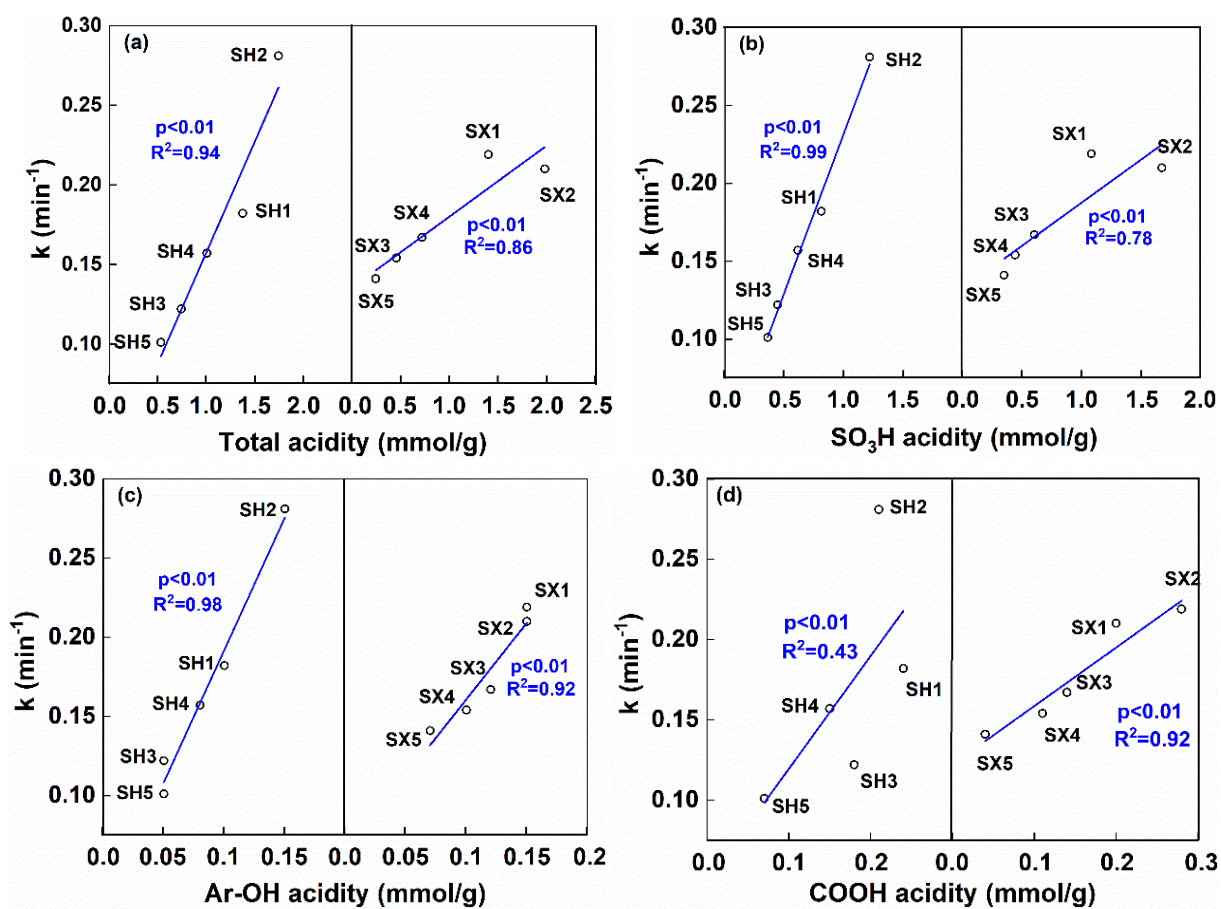 (a)
SH2
p<0.01
R²=0.94
SH1
SH4
SH3
SH5
SX1
SX2
SX4
SX3
SX5
p<0.01
R²=0.86
0.30
0.25
0.20
0.15
0.10
k (min⁻¹)
0.0 0.5 1.0 1.5 2.0 0.0 0.5 1.0 1.5 2.0 2.5
Total acidity (mmol/g)
(b)
SH2
p<0.01
R²=0.99
SH1
SH4
SH3
SH5
SX1
SX2
SX3
SX4
SX5
p<0.01
R²=0.78
0.30
0.25
0.20
0.15
0.10
k (min⁻¹)
0.0 0.5 1.0 1.5 0.0 0.5 1.0 1.5 2.0
SO₃H acidity (mmol/g)
(c)
SH2
p<0.01
R²=0.98
SH1
SH4
SH3
SH5
SX1
SX2
SX3
SX4
SX5
p<0.01
R²=0.92
0.30
0.25
0.20
0.15
0.10
k (min⁻¹)
0.0 0.05 0.10 0.15 0.0 0.05 0.10 0.15 0.2
Ar-OH acidity (mmol/g)
(d)
SH2
p<0.01
R²=0.43
SH1
SH4
SH3
SH5
SX2
SX1
SX3
SX4
SX5
p<0.01
R²=0.92
0.30
0.25
0.20
0.15
0.10
k (min⁻¹)
0.0 0.1 0.2 0.0 0.1 0.2 0.3
COOH acidity (mmol/g)